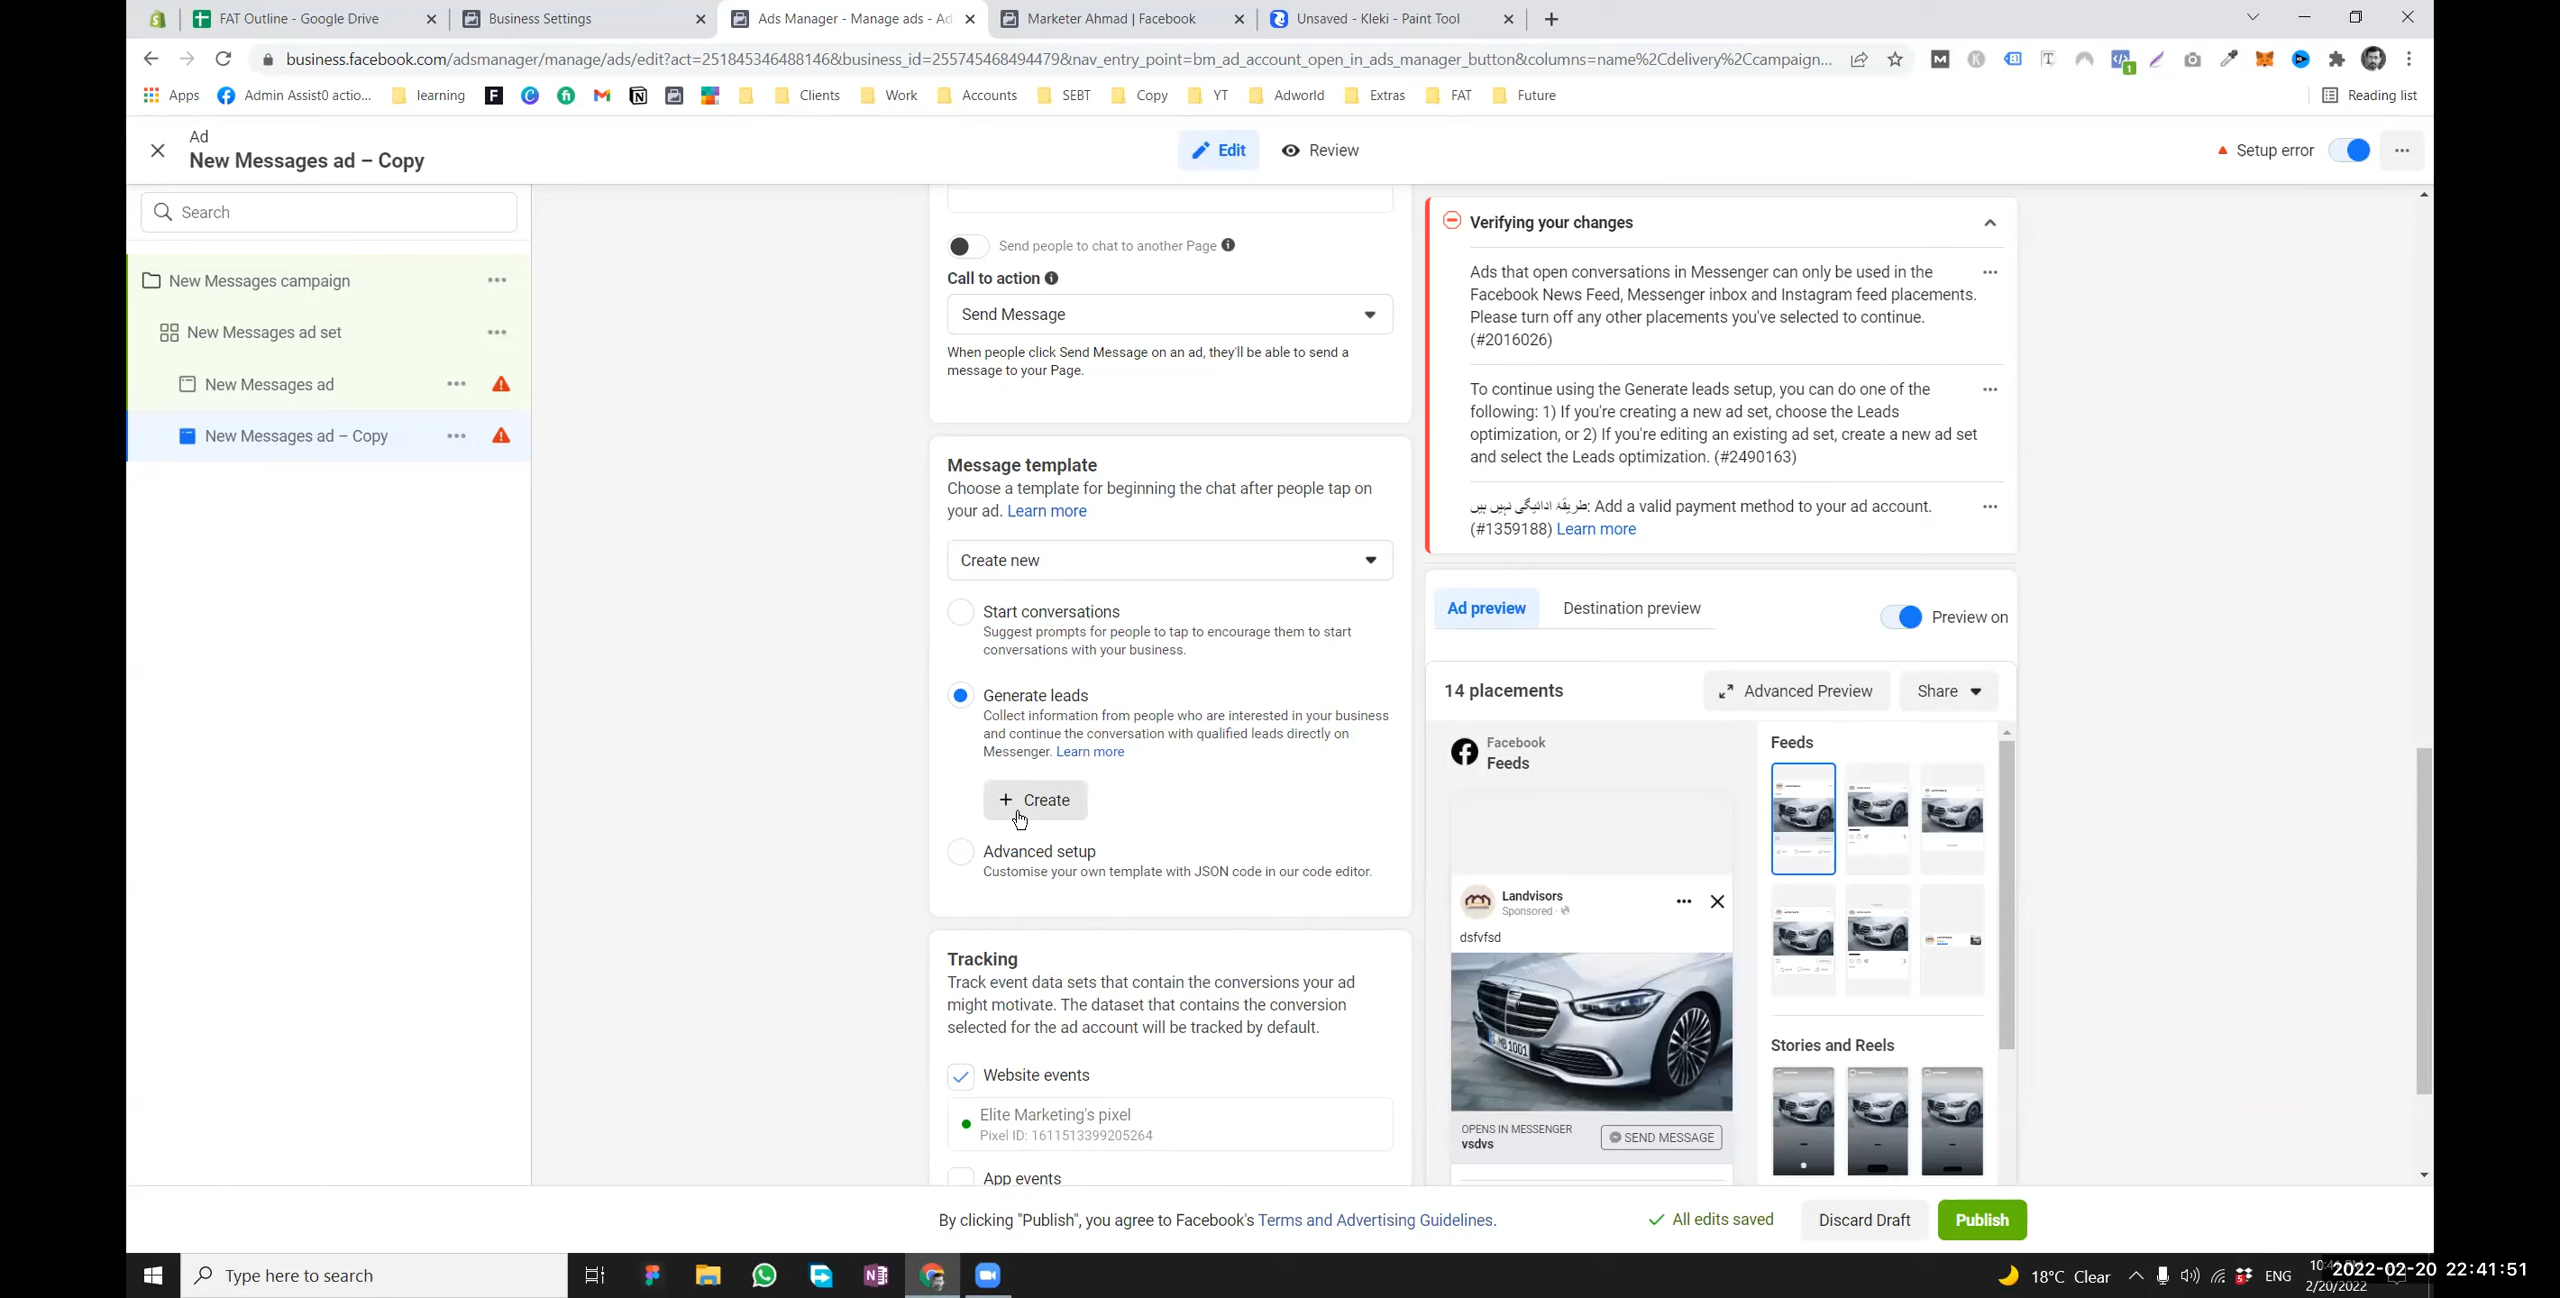 FAT Outline - Google Drive
Business Settings
Ads Manager - Manage ads - Ad
Marketer Ahmad | Facebook
Unsaved - Kleki - Paint Tool
business.facebook.com/adsmanager/manage/ads/edit?act=251845346488146&business_id=255745468494479&nav_entry_point=bm_ad_account_open_in_ads_manager_button&columns=name%2Cdelivery%2Ccampaign...
Apps
Admin Assist0 actio...
learning
Clients
Work
Accounts
SEBT
Copy
YT
Adworld
Extras
FAT
Future
Reading list
Ad
New Messages ad – Copy
Edit
Review
Setup error
Search
New Messages campaign
New Messages ad set
New Messages ad
New Messages ad – Copy
Send people to chat to another Page
Call to action
Send Message
When people click Send Message on an ad, they'll be able to send a
message to your Page.
Message template
Choose a template for beginning the chat after people tap on
your ad. Learn more
Create new
Start conversations
Suggest prompts for people to tap to encourage them to start
conversations with your business.
Generate leads
Collect information from people who are interested in your business
and continue the conversation with qualified leads directly on
Messenger. Learn more
+ Create
Advanced setup
Customise your own template with JSON code in our code editor.
Tracking
Track event data sets that contain the conversions your ad
might motivate. The dataset that contains the conversion
selected for the ad account will be tracked by default.
Website events
Elite Marketing's pixel
Pixel ID: 1611513399205264
App events
Verifying your changes
Ads that open conversations in Messenger can only be used in the
Facebook News Feed, Messenger inbox and Instagram feed placements.
Please turn off any other placements you've selected to continue.
(#2016026)
To continue using the Generate leads setup, you can do one of the
following: 1) If you're creating a new ad set, choose the Leads
optimization, or 2) If you're editing an existing ad set, create a new ad set
and select the Leads optimization. (#2490163)
طریقۂ ادائیگی نہیں ہیں: Add a valid payment method to your ad account.
(#1359188) Learn more
Ad preview
Destination preview
Preview on
14 placements
Advanced Preview
Share
Facebook
Feeds
Feeds
Landvisors
Sponsored
dsfvfsd
OPENS IN MESSENGER
vsdvs
SEND MESSAGE
Stories and Reels
By clicking "Publish", you agree to Facebook's Terms and Advertising Guidelines.
All edits saved
Discard Draft
Publish
Type here to search
18°C Clear
ENG
2/20/2022
2022-02-20 22:41:51